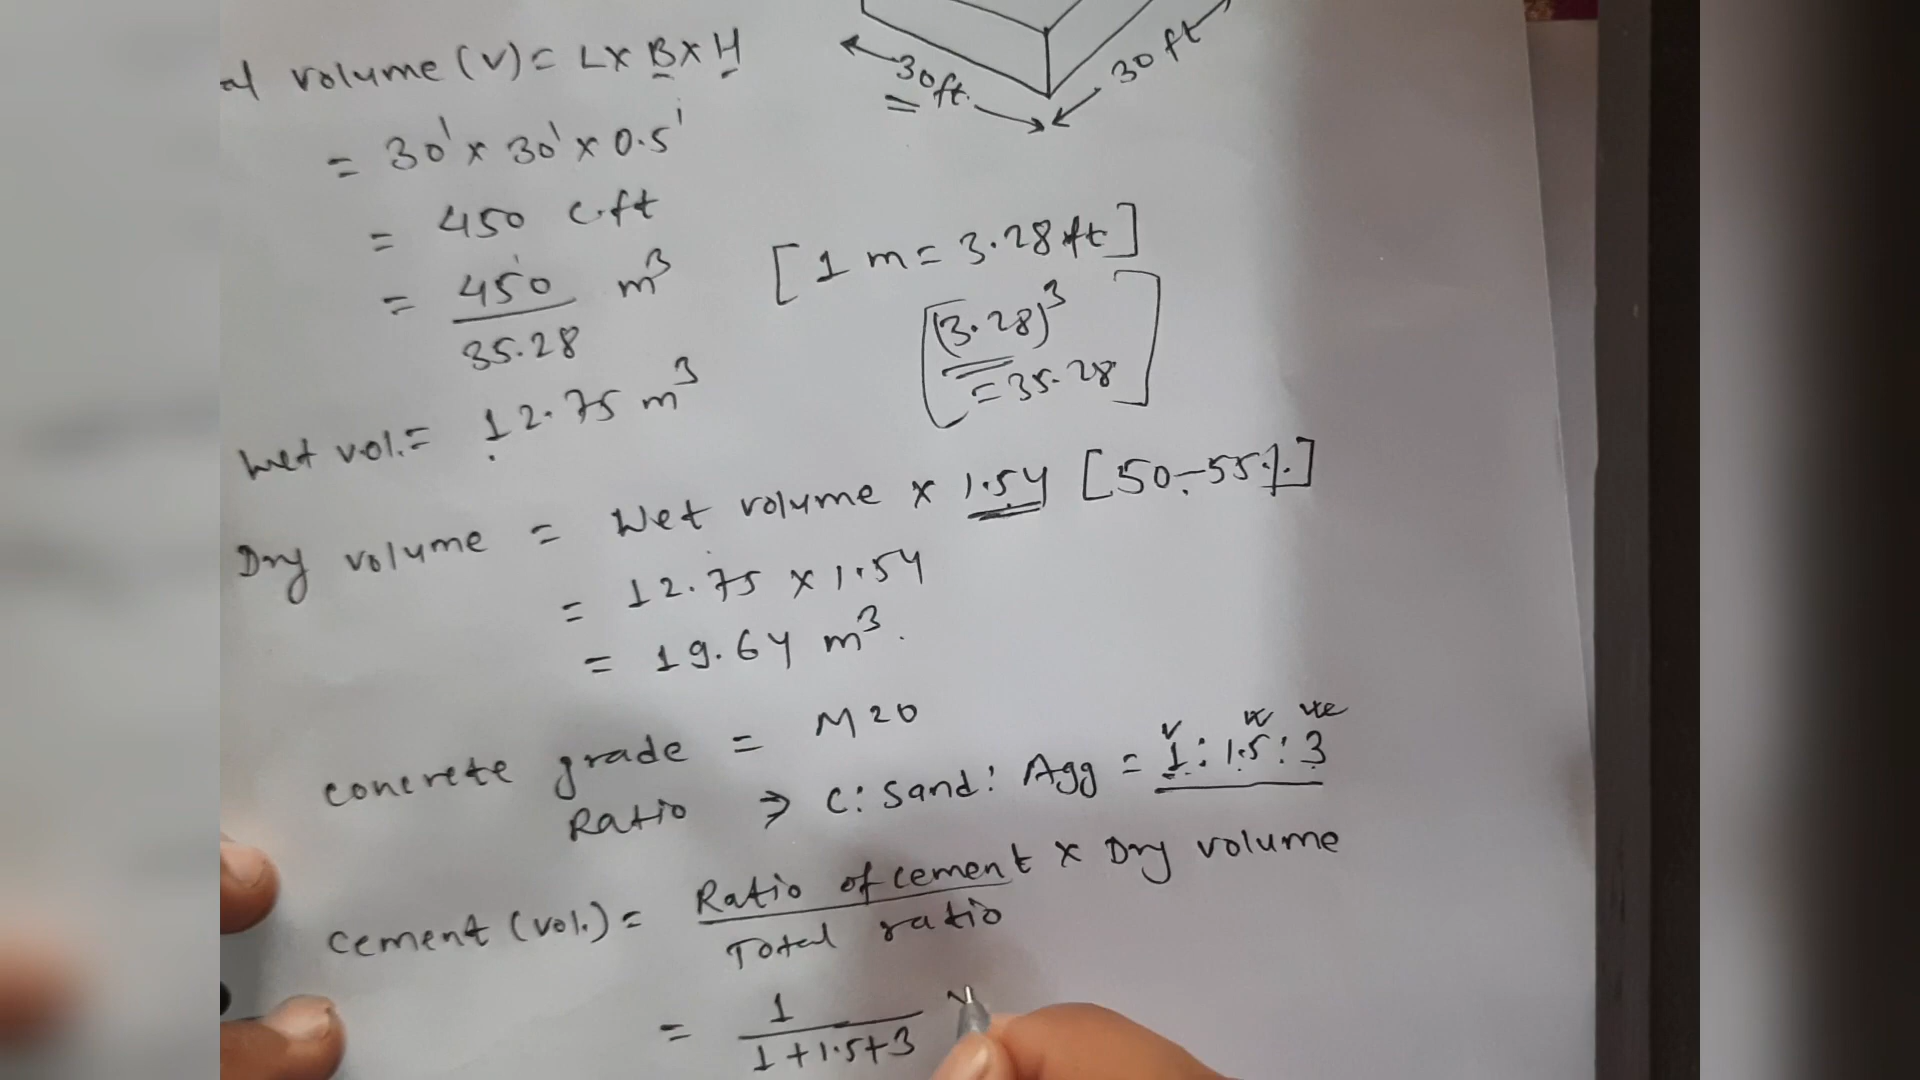 volume (V) = L x B x H
30 ft.
30 ft
= 30' x 30' x 0.5'
= 450 c.ft
= 450 / 35.28 m³
[1 m = 3.28 ft]
[(3.28)³
= 35.28]
Wet vol. = 12.75 m³
Dry volume = Wet volume x 1.54 [50-55%]
= 12.75 x 1.54
= 19.64 m³.
Concrete grade = M20
Ratio ⇒ C : Sand : Agg = 1 : 1.5 : 3
Cement (vol.) = Ratio of cement / Total ratio x Dry volume
= 1 / 1 + 1.5 + 3